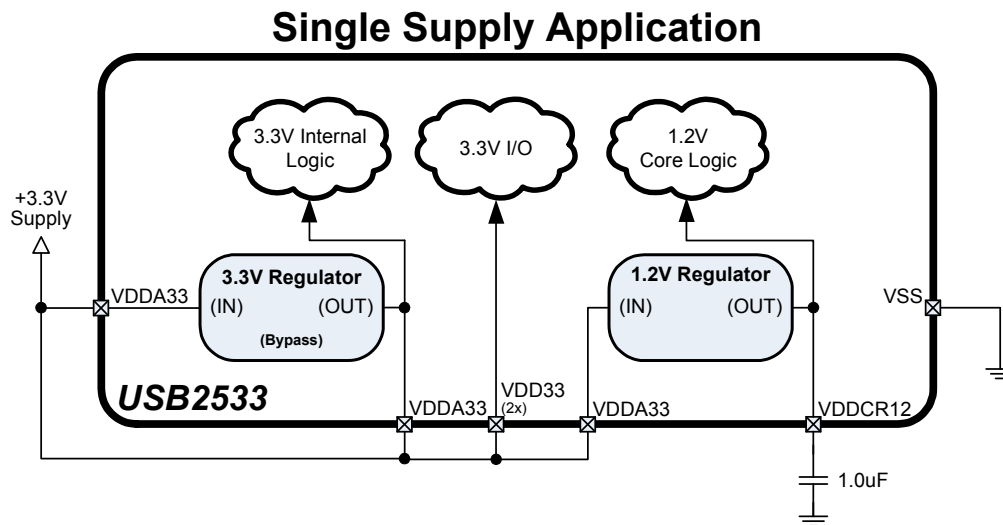 Single Supply Application
3.3V Internal
Logic
3.3V I/O
1.2V
Core Logic
+3.3V
Supply
3.3V Regulator
(IN)
(OUT)
(Bypass)
1.2V Regulator
(IN)
(OUT)
VDDA33
VSS
USB2533
VDDA33
VDD33
(2x)
VDDA33
VDDCR12
1.0uF